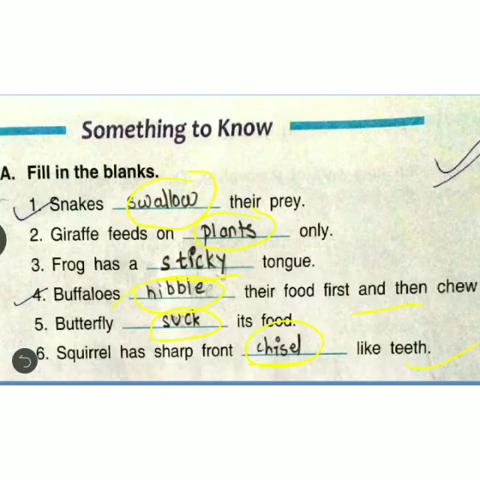 Something to Know
A. Fill in the blanks.
1. Snakes swallow their prey.
2. Giraffe feeds on plants only.
3. Frog has a sticky tongue.
4. Buffaloes nibble their food first and then chew
5. Butterfly suck its food.
6. Squirrel has sharp front chisel like teeth.